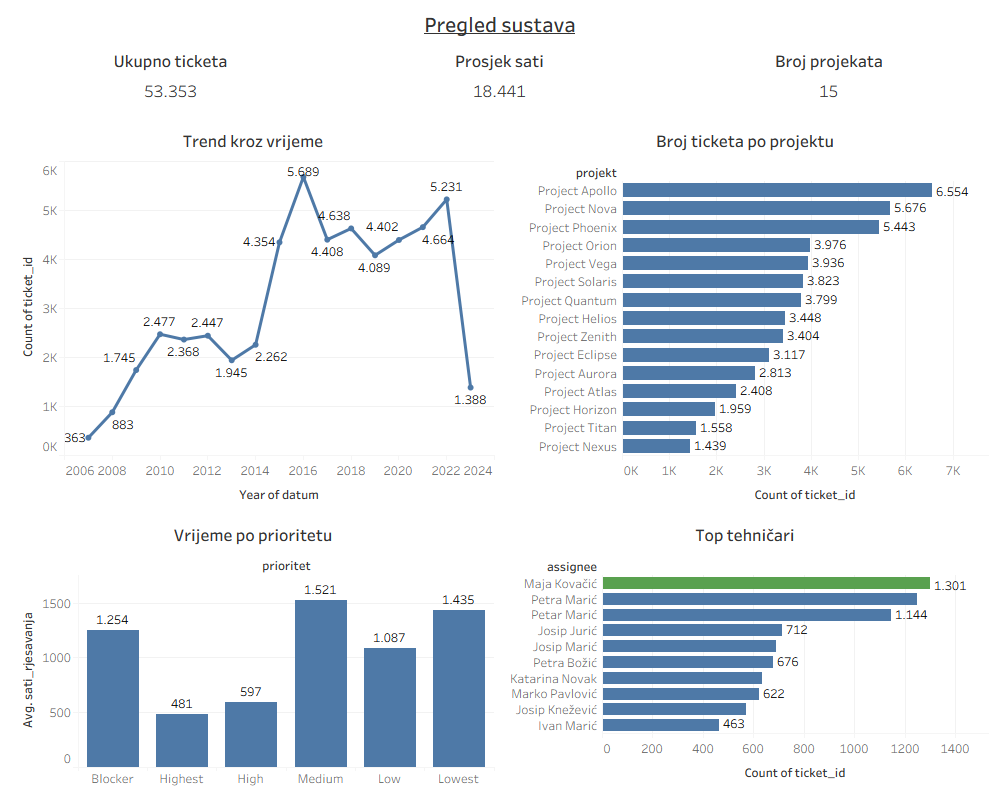 Pregled sustava
Ukupno ticketa
53.353
Prosjek sati
18.441
Broj projekata
15
Trend kroz vrijeme
Count of ticket_id
6K
5K
4K
3K
2K
1K
0K
363
883
1.745
2.477
2.368
2.447
1.945
2.262
4.354
5.689
4.408
4.638
4.089
4.402
4.664
5.231
1.388
2006 2008 2010 2012 2014 2016 2018 2020 2022 2024
Year of datum
Broj ticketa po projektu
projekt
Project Apollo 6.554
Project Nova 5.676
Project Phoenix 5.443
Project Orion 3.976
Project Vega 3.936
Project Solaris 3.823
Project Quantum 3.799
Project Helios 3.448
Project Zenith 3.404
Project Eclipse 3.117
Project Aurora 2.813
Project Atlas 2.408
Project Horizon 1.959
Project Titan 1.558
Project Nexus 1.439
0K 1K 2K 3K 4K 5K 6K 7K
Count of ticket_id
Vrijeme po prioritetu
prioritet
Avg. sati_rjesavanja
1500
1000
500
0
1.254
481
597
1.521
1.087
1.435
Blocker Highest High Medium Low Lowest
Top tehničari
assignee
Maja Kovačić 1.301
Petra Marić
Petar Marić 1.144
Josip Jurić 712
Josip Marić
Petra Božić 676
Katarina Novak
Marko Pavlović 622
Josip Knežević
Ivan Marić 463
0 200 400 600 800 1000 1200 1400
Count of ticket_id